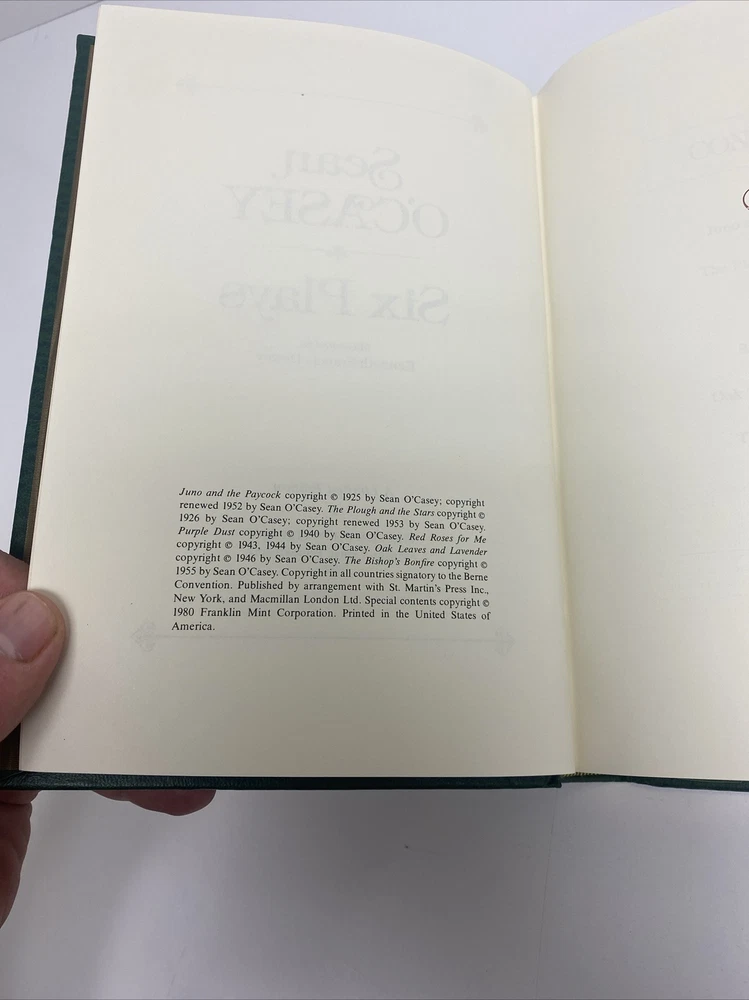 Sean
O'CASEY
Six Plays
Juno and the Paycock copyright © 1925 by Sean O'Casey; copyright
renewed 1952 by Sean O'Casey. The Plough and the Stars copyright ©
1926 by Sean O'Casey; copyright renewed 1953 by Sean O'Casey.
Purple Dust copyright © 1940 by Sean O'Casey. Red Roses for Me
copyright © 1943, 1944 by Sean O'Casey. Oak Leaves and Lavender
copyright © 1946 by Sean O'Casey. The Bishop's Bonfire copyright ©
1955 by Sean O'Casey. Copyright in all countries signatory to the Berne
Convention. Published by arrangement with St. Martin's Press Inc.,
New York, and Macmillan London Ltd. Special contents copyright ©
1980 Franklin Mint Corporation. Printed in the United States of
America.